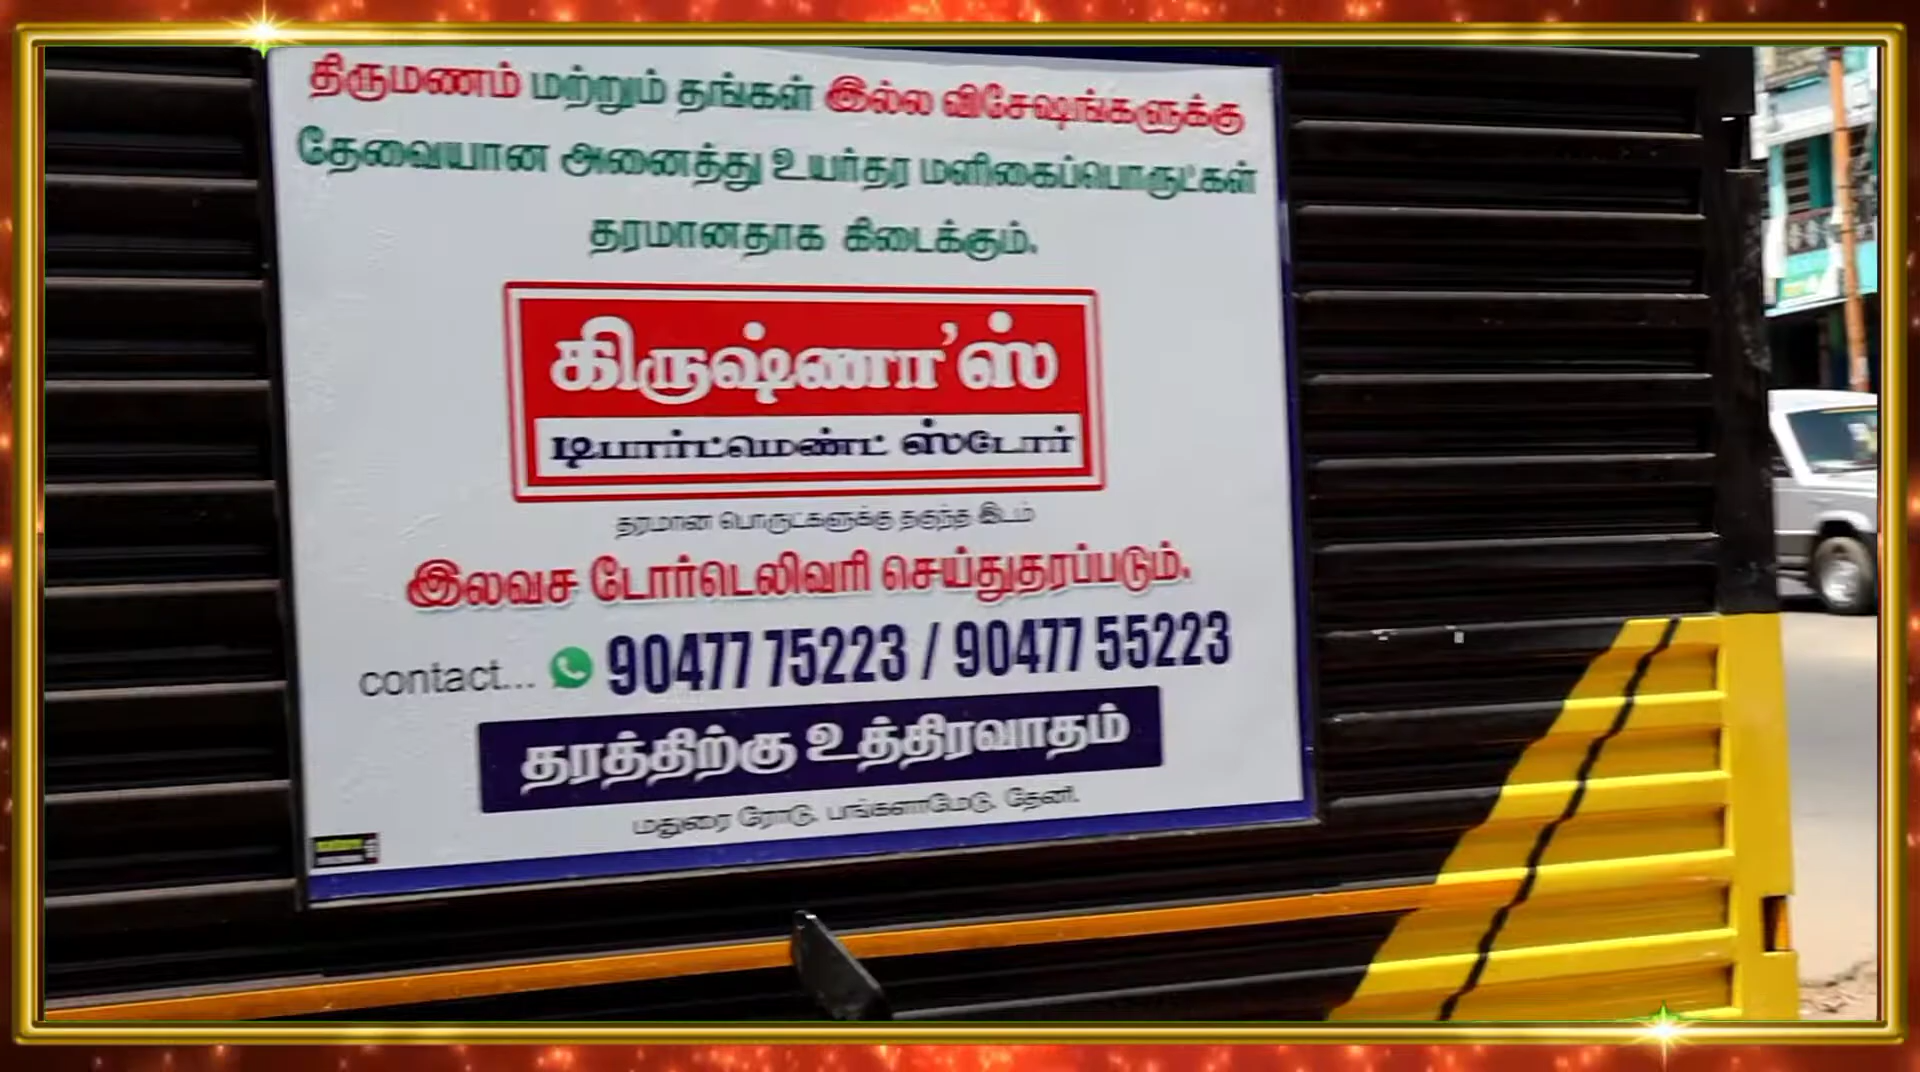 திருமணம் மற்றும் தங்கள் இல்ல விசேஷங்களுக்கு
தேவையான அனைத்து உயர்தர மளிகைப்பொருட்கள்
தரமானதாக கிடைக்கும்.
கிருஷ்ணா'ஸ்
டிபார்ட்மெண்ட் ஸ்டோர்
தரமான பொருட்களுக்கு தகுந்த இடம்
இலவச டோர்டெலிவரி செய்துதரப்படும்.
contact... 90477 75223 / 90477 55223
தரத்திற்கு உத்திரவாதம்
மதுரை ரோடு, பங்களாமேடு, தேனி.